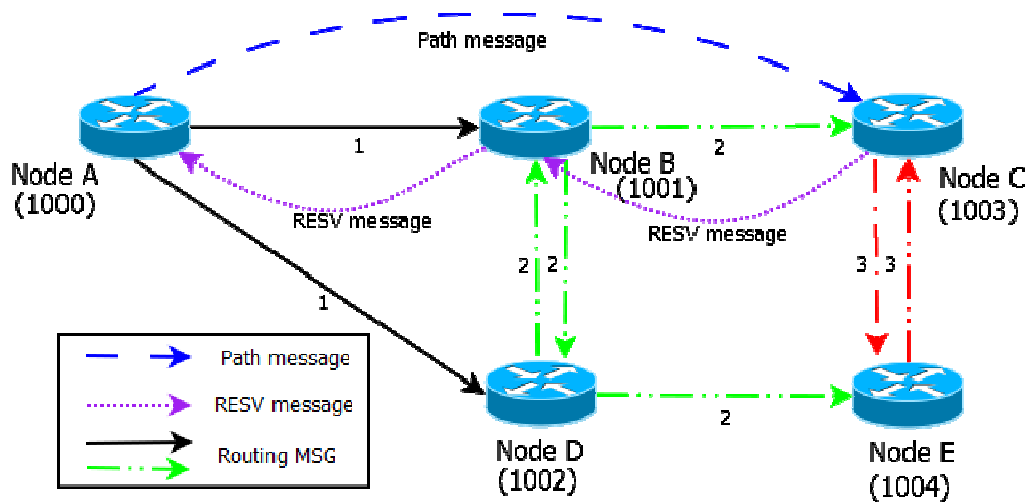 Path message
1
2
Node A
(1000)
Node B
(1001)
Node C
(1003)
RESV message
RESV message
2
2
3
3
1
Path message
RESV message
Routing MSG
2
Node D
(1002)
Node E
(1004)